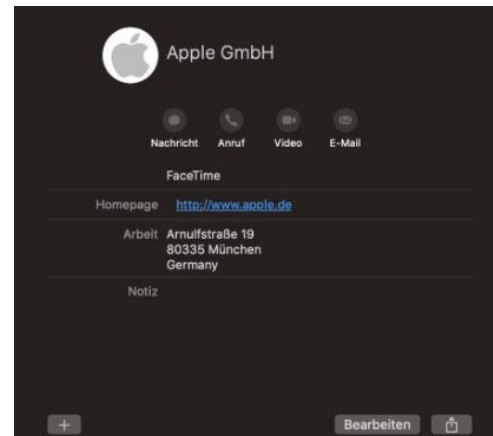 Apple GmbH
Nachricht Anruf Video E-Mail
FaceTime
Homepage http://www.apple.de
Arbeit Arnulfstraße 19
80335 München
Germany
Notiz
+ Bearbeiten